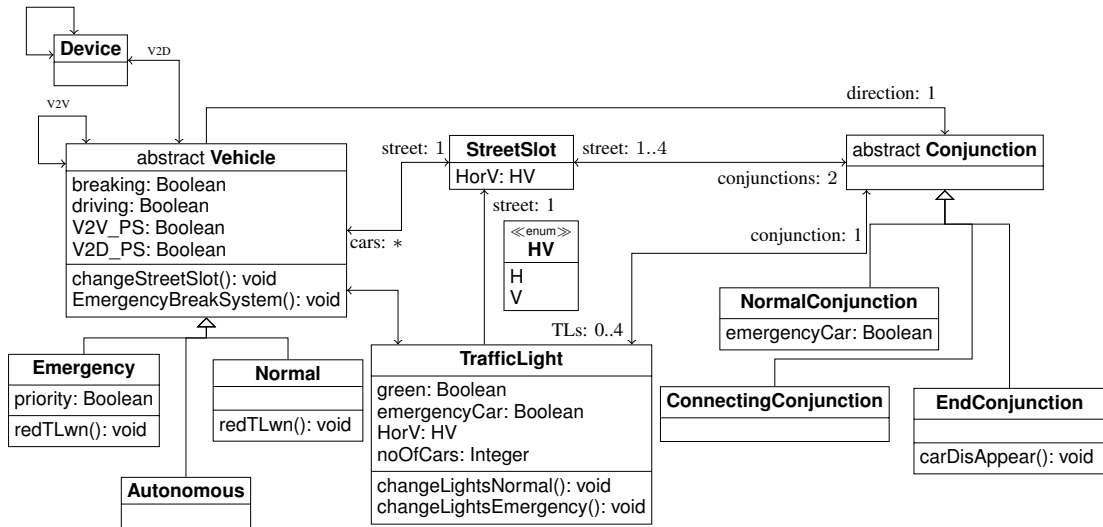 Device
V2D
V2V
direction: 1
abstract Vehicle
breaking: Boolean
driving: Boolean
V2V_PS: Boolean
V2D_PS: Boolean
changeStreetSlot(): void
EmergencyBreakSystem(): void
street: 1
cars: *
StreetSlot
HorV: HV
street: 1
street: 1..4
conjunctions: 2
abstract Conjunction
≪enum≫
HV
H
V
conjunction: 1
TLs: 0..4
NormalConjunction
emergencyCar: Boolean
Emergency
priority: Boolean
redTLwn(): void
Normal
redTLwn(): void
Autonomous
TrafficLight
green: Boolean
emergencyCar: Boolean
HorV: HV
noOfCars: Integer
changeLightsNormal(): void
changeLightsEmergency(): void
ConnectingConjunction
EndConjunction
carDisAppear(): void